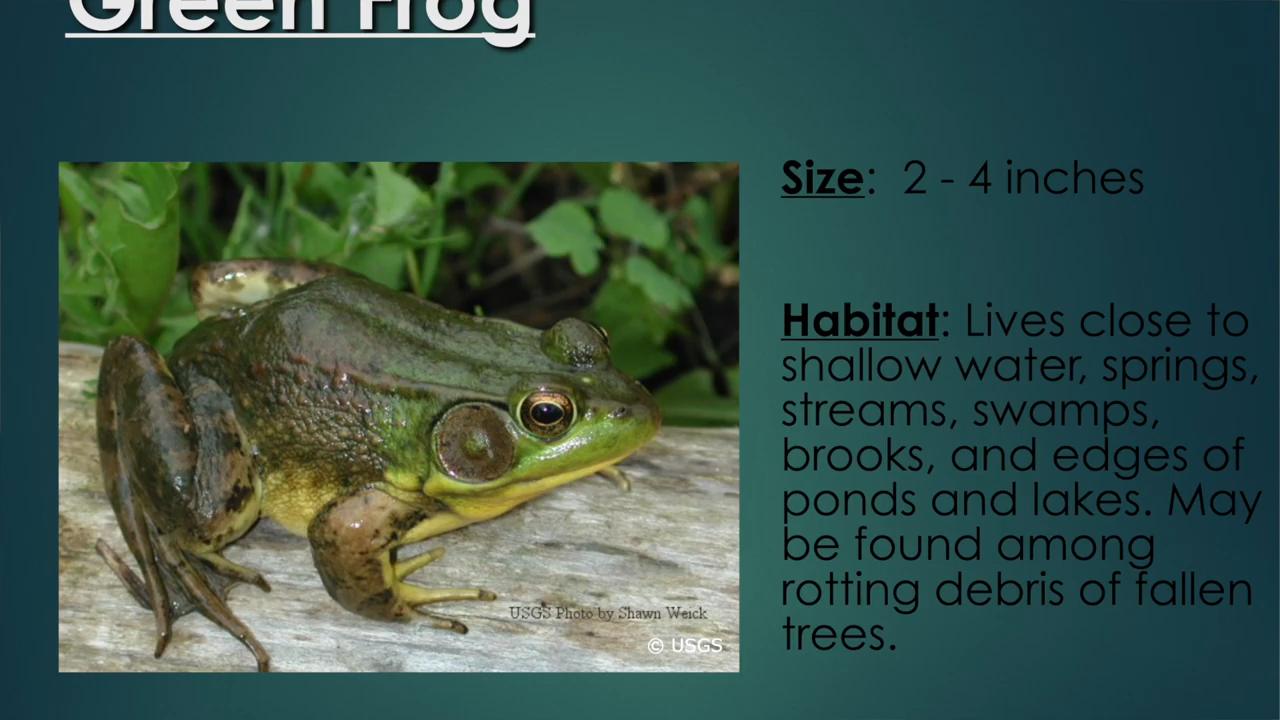 Green Frog
Size:  2 - 4 inches
Habitat: Lives close to
shallow water, springs,
streams, swamps,
brooks, and edges of
ponds and lakes. May
be found among
rotting debris of fallen
trees.
USGS Photo by Shawn Weick
© USGS